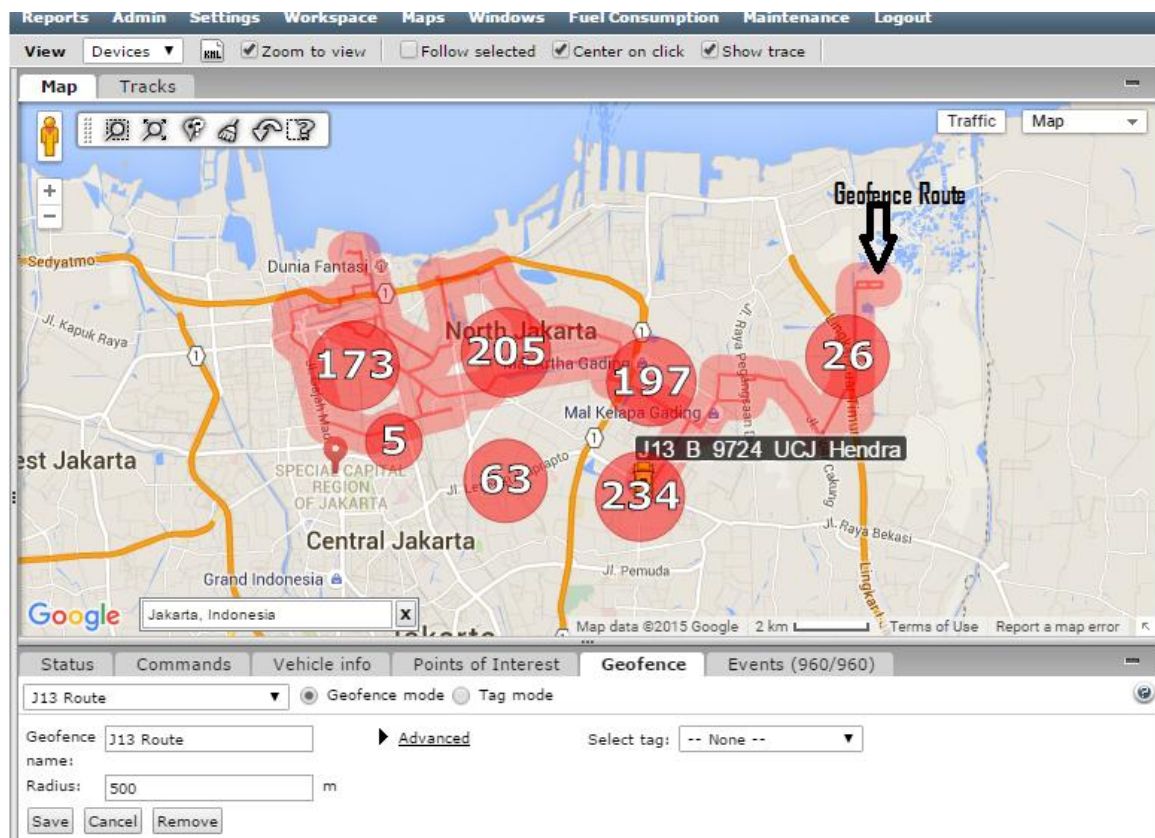 Reports Admin Settings Workspace Maps Windows Fuel Consumption Maintenance Logout
View Devices KML Zoom to view Follow selected Center on click Show trace
Map Tracks
Traffic Map
Geofence Route
Sedyatmo
Dunia Fantasi
1
Jl. Kapuk Raya
North Jakarta
1
1
173 205 26
197
Mal Kelapa Gading
5
1
J13 B 9724 UCJ Hendra
est Jakarta
SPECIAL CAPITAL
REGION
OF JAKARTA
63
234
Central Jakarta
Jl. Raya Bekasi
Jl. Pemuda
Grand Indonesia
Google Jakarta, Indonesia X
Map data ©2015 Google 2 km Terms of Use Report a map error
Status Commands Vehicle info Points of Interest Geofence Events (960/960)
J13 Route Geofence mode Tag mode
Geofence name: J13 Route Advanced Select tag: -- None --
Radius: 500 m
Save Cancel Remove